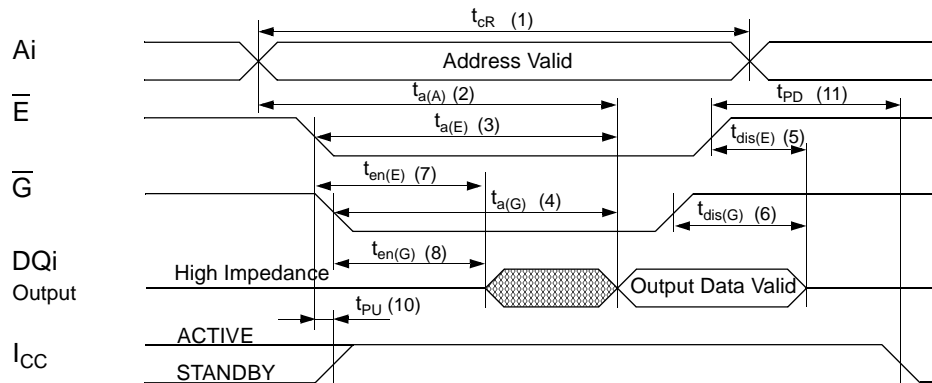 t_cR (1)
Ai
Address Valid
t_a(A) (2)
t_PD (11)
E̅
t_a(E) (3)
t_dis(E) (5)
t_en(E) (7)
G̅
t_a(G) (4)
t_dis(G) (6)
t_en(G) (8)
DQi
High Impedance
Output
Output Data Valid
t_PU (10)
ACTIVE
I_CC
STANDBY